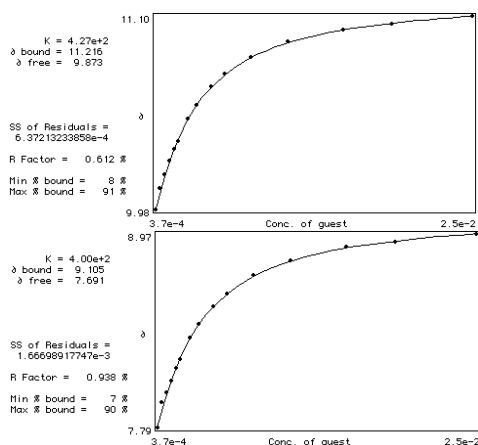 11.10
K = 4.27e+2
∂ bound = 11.216
∂ free = 9.873
∂
SS of Residuals =
6.37213233858e-4
R Factor = 0.612 %
Min % bound = 8 %
Max % bound = 91 %
9.98
3.7e-4 Conc. of guest 2.5e-2
8.97
K = 4.00e+2
∂ bound = 9.105
∂ free = 7.691
∂
SS of Residuals =
1.66698917747e-3
R Factor = 0.938 %
Min % bound = 7 %
Max % bound = 90 %
7.79
3.7e-4 Conc. of guest 2.5e-2